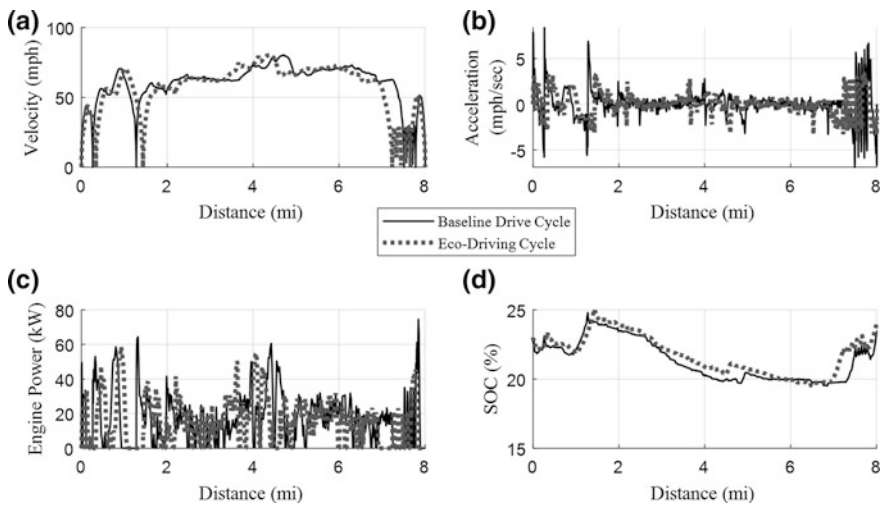 (a)
100
50
0
Velocity (mph)
0 2 4 6 8
Distance (mi)
(b)
5
0
-5
Acceleration
(mph/sec)
0 2 4 6 8
Distance (mi)
Baseline Drive Cycle
Eco-Driving Cycle
(c)
80
60
40
20
0
Engine Power (kW)
0 2 4 6 8
Distance (mi)
(d)
25
20
15
SOC (%)
0 2 4 6 8
Distance (mi)